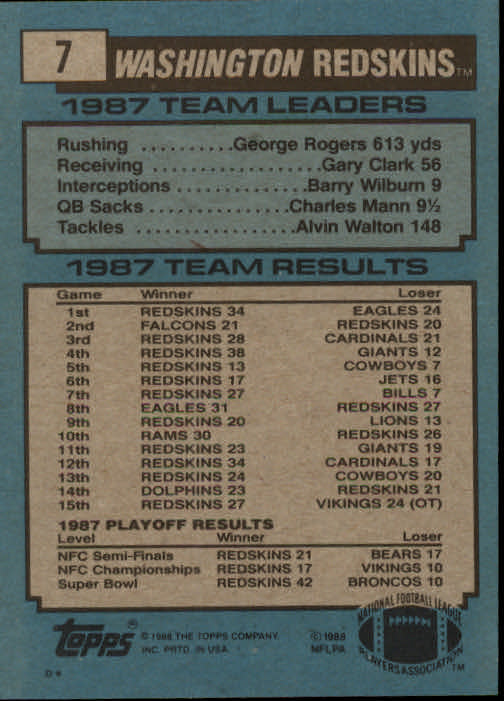 7
WASHINGTON REDSKINS TM
1987 TEAM LEADERS
Rushing ..........George Rogers 613 yds
Receiving ...................Gary Clark 56
Interceptions .............Barry Wilburn 9
QB Sacks ..............Charles Mann 9½
Tackles .................Alvin Walton 148
1987 TEAM RESULTS
Game Winner Loser
1st REDSKINS 34 EAGLES 24
2nd FALCONS 21 REDSKINS 20
3rd REDSKINS 28 CARDINALS 21
4th REDSKINS 38 GIANTS 12
5th REDSKINS 13 COWBOYS 7
6th REDSKINS 17 JETS 16
7th REDSKINS 27 BILLS 7
8th EAGLES 31 REDSKINS 27
9th REDSKINS 20 LIONS 13
10th RAMS 30 REDSKINS 26
11th REDSKINS 23 GIANTS 19
12th REDSKINS 34 CARDINALS 17
13th REDSKINS 24 COWBOYS 20
14th DOLPHINS 23 REDSKINS 21
15th REDSKINS 27 VIKINGS 24 (OT)
1987 PLAYOFF RESULTS
Level Winner Loser
NFC Semi-Finals REDSKINS 21 BEARS 17
NFC Championships REDSKINS 17 VIKINGS 10
Super Bowl REDSKINS 42 BRONCOS 10
Topps ®
© 1988 THE TOPPS COMPANY,
INC. PRTD. IN USA.
© 1988
NFLPA
NATIONAL FOOTBALL LEAGUE
PLAYERS ASSOCIATION TM
D*